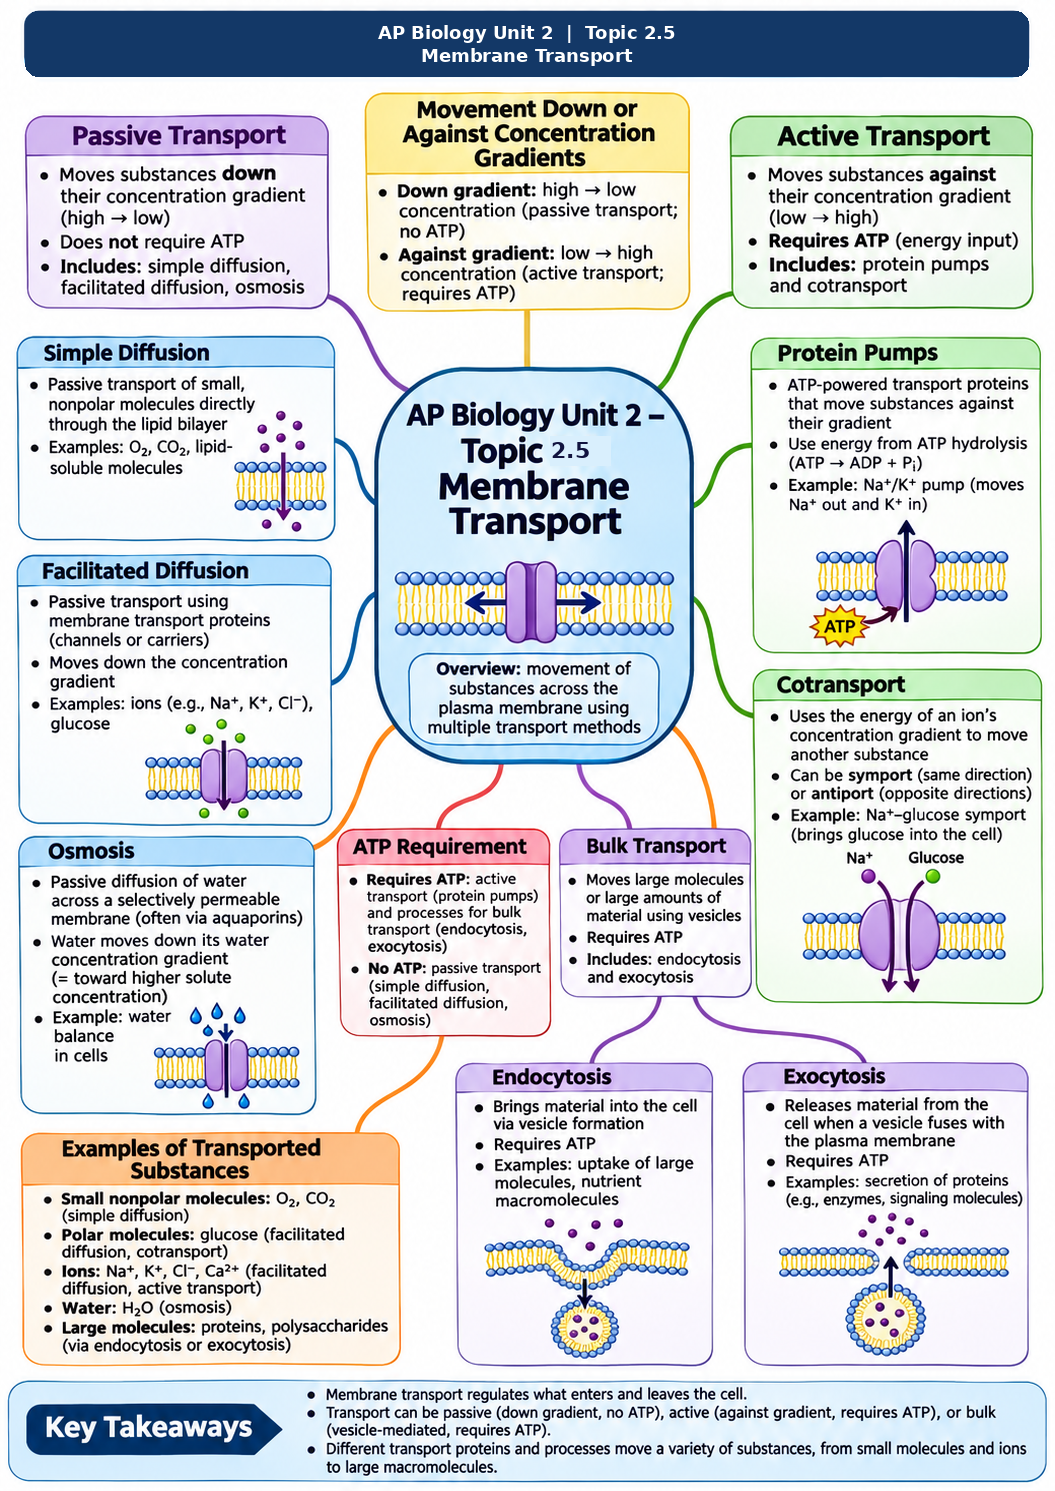 AP Biology Unit 2 | Topic 2.5
Membrane Transport
Passive Transport
• Moves substances down
their concentration gradient
(high → low)
• Does not require ATP
• Includes: simple diffusion,
facilitated diffusion, osmosis
Movement Down or
Against Concentration
Gradients
• Down gradient: high → low
concentration (passive transport;
no ATP)
• Against gradient: low → high
concentration (active transport;
requires ATP)
Active Transport
• Moves substances against
their concentration gradient
(low → high)
• Requires ATP (energy input)
• Includes: protein pumps
and cotransport
Simple Diffusion
• Passive transport of small,
nonpolar molecules directly
through the lipid bilayer
• Examples: O₂, CO₂, lipid-
soluble molecules
AP Biology Unit 2 –
Topic 2.5
Membrane
Transport
Overview: movement of
substances across the
plasma membrane using
multiple transport methods
Protein Pumps
• ATP-powered transport proteins
that move substances against
their gradient
• Use energy from ATP hydrolysis
(ATP → ADP + Pᵢ)
• Example: Na⁺/K⁺ pump (moves
Na⁺ out and K⁺ in)
ATP
Facilitated Diffusion
• Passive transport using
membrane transport proteins
(channels or carriers)
• Moves down the concentration
gradient
• Examples: ions (e.g., Na⁺, K⁺, Cl⁻),
glucose
Cotransport
• Uses the energy of an ion's
concentration gradient to move
another substance
• Can be symport (same direction)
or antiport (opposite directions)
• Example: Na⁺–glucose symport
(brings glucose into the cell)
Na⁺ Glucose
Osmosis
• Passive diffusion of water
across a selectively permeable
membrane (often via aquaporins)
• Water moves down its water
concentration gradient
(= toward higher solute
concentration)
• Example: water
balance
in cells
ATP Requirement
• Requires ATP: active
transport (protein pumps)
and processes for bulk
transport (endocytosis,
exocytosis)
• No ATP: passive transport
(simple diffusion,
facilitated diffusion,
osmosis)
Bulk Transport
• Moves large molecules
or large amounts of
material using vesicles
• Requires ATP
• Includes: endocytosis
and exocytosis
Endocytosis
• Brings material into the cell
via vesicle formation
• Requires ATP
• Examples: uptake of large
molecules, nutrient
macromolecules
Exocytosis
• Releases material from the
cell when a vesicle fuses with
the plasma membrane
• Requires ATP
• Examples: secretion of proteins
(e.g., enzymes, signaling molecules)
Examples of Transported
Substances
• Small nonpolar molecules: O₂, CO₂
(simple diffusion)
• Polar molecules: glucose (facilitated
diffusion, cotransport)
• Ions: Na⁺, K⁺, Cl⁻, Ca²⁺ (facilitated
diffusion, active transport)
• Water: H₂O (osmosis)
• Large molecules: proteins, polysaccharides
(via endocytosis or exocytosis)
Key Takeaways
• Membrane transport regulates what enters and leaves the cell.
• Transport can be passive (down gradient, no ATP), active (against gradient, requires ATP), or bulk
(vesicle-mediated, requires ATP).
• Different transport proteins and processes move a variety of substances, from small molecules and ions
to large macromolecules.